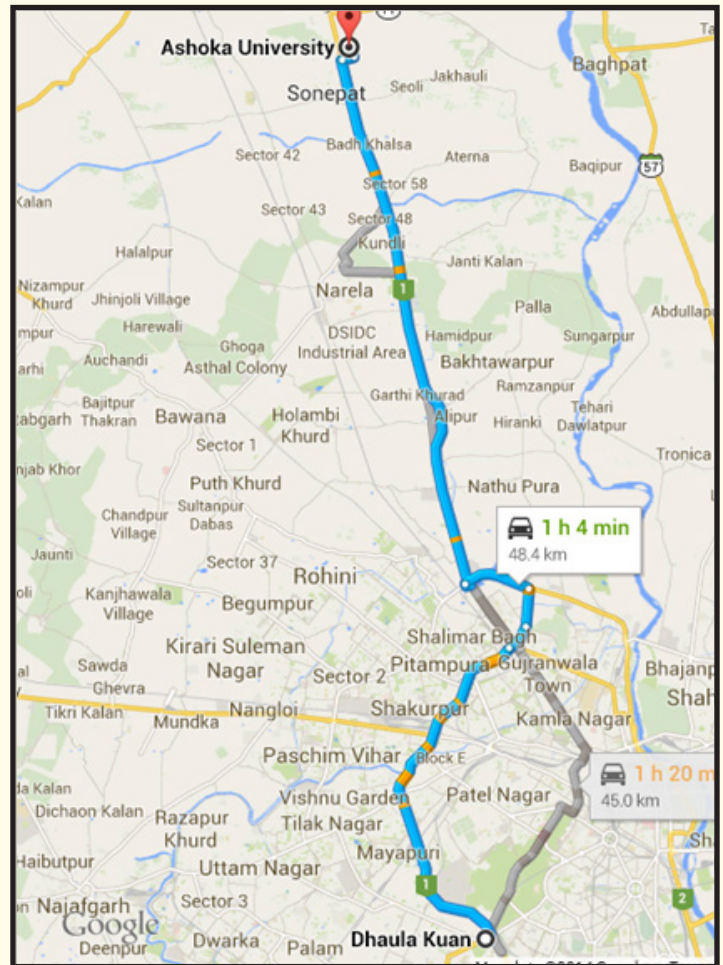 Ashoka University
Baghpat
Jakhauli
Seoli
Sonepat
Badh Khalsa
Sector 42
Aterna
Baqipur
57
Sector 58
Sector 43
Sector 48
Kundli
Halalpur
Janti Kalan
Nizampur
Khurd
Jhinjoli Village
Narela
1
Palla
Harewali
DSIDC
Industrial Area
Hamidpur
Sungarpur
Ghoga
Asthal Colony
Auchandi
Bakhtawarpur
Ramzanpur
Garthi Khurad
Bajitpur
Thakran
Bawana
Holambi
Khurd
Alipur
Hiranki
Tehari
Dawlatpur
Sector 1
Tronica
Puth Khurd
Nathu Pura
Sultanpur
Dabas
Chandpur
Village
1 h 4 min
48.4 km
Jaunti
Sector 37
Rohini
Kanjhawala
Village
Begumpur
Shalimar Bagh
Kirari Suleman
Nagar
Pitampura
Gujranwala
Town
Sector 2
Sawda
Ghevra
Tikri Kalan
Mundka
Nangloi
Shakurpur
Kamla Nagar
Paschim Vihar
Block E
1 h 20 m
45.0 km
Vishnu Garden
Patel Nagar
Tilak Nagar
Dichaon Kalan
Razapur
Khurd
Mayapuri
Haibutpur
Uttam Nagar
1
Sector 3
2
Najafgarh
Google
Dhaula Kuan
Deenpur
Dwarka
Palam